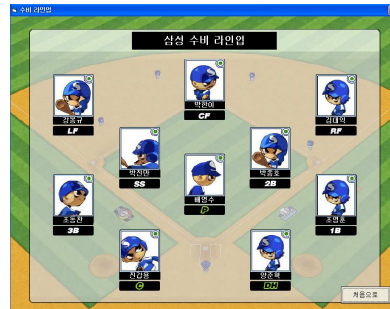 수비 라인업
삼성 수비 라인업
박한이
CF
강봉규
LF
김대익
RF
박진만
SS
박종호
2B
배영수
P
조동찬
3B
조영훈
1B
진갑용
C
양준혁
DH
처음으로